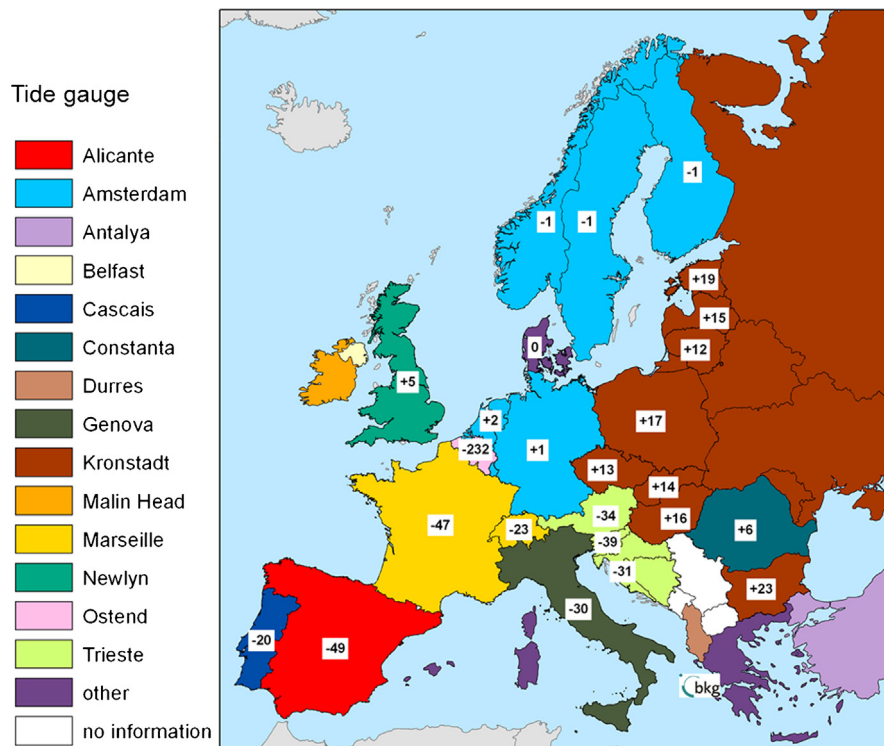 Tide gauge
Alicante
Amsterdam
Antalya
Belfast
Cascais
Constanta
Durres
Genova
Kronstadt
Malin Head
Marseille
Newlyn
Ostend
Trieste
other
no information
-1
-1
-1
+19
+15
+12
0
+5
+2
+17
-232
+1
+13
+14
-34
+16
-47
-23
-39
+6
-31
+23
-30
-20
-49
bkg